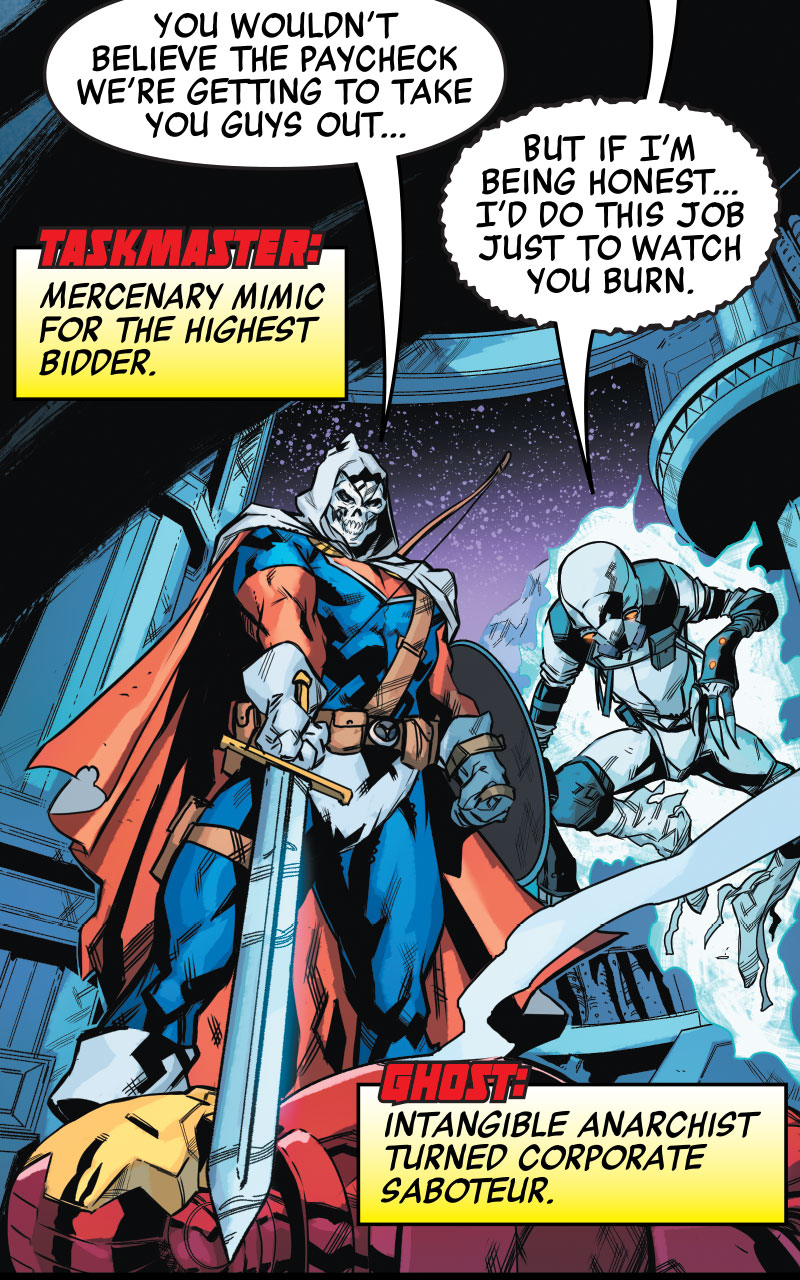 YOU WOULDN'T
BELIEVE THE PAYCHECK
WE'RE GETTING TO TAKE
YOU GUYS OUT...
BUT IF I'M
BEING HONEST...
I'D DO THIS JOB
JUST TO WATCH
YOU BURN.
TASKMASTER:
MERCENARY MIMIC
FOR THE HIGHEST
BIDDER.
GHOST:
INTANGIBLE ANARCHIST
TURNED CORPORATE
SABOTEUR.